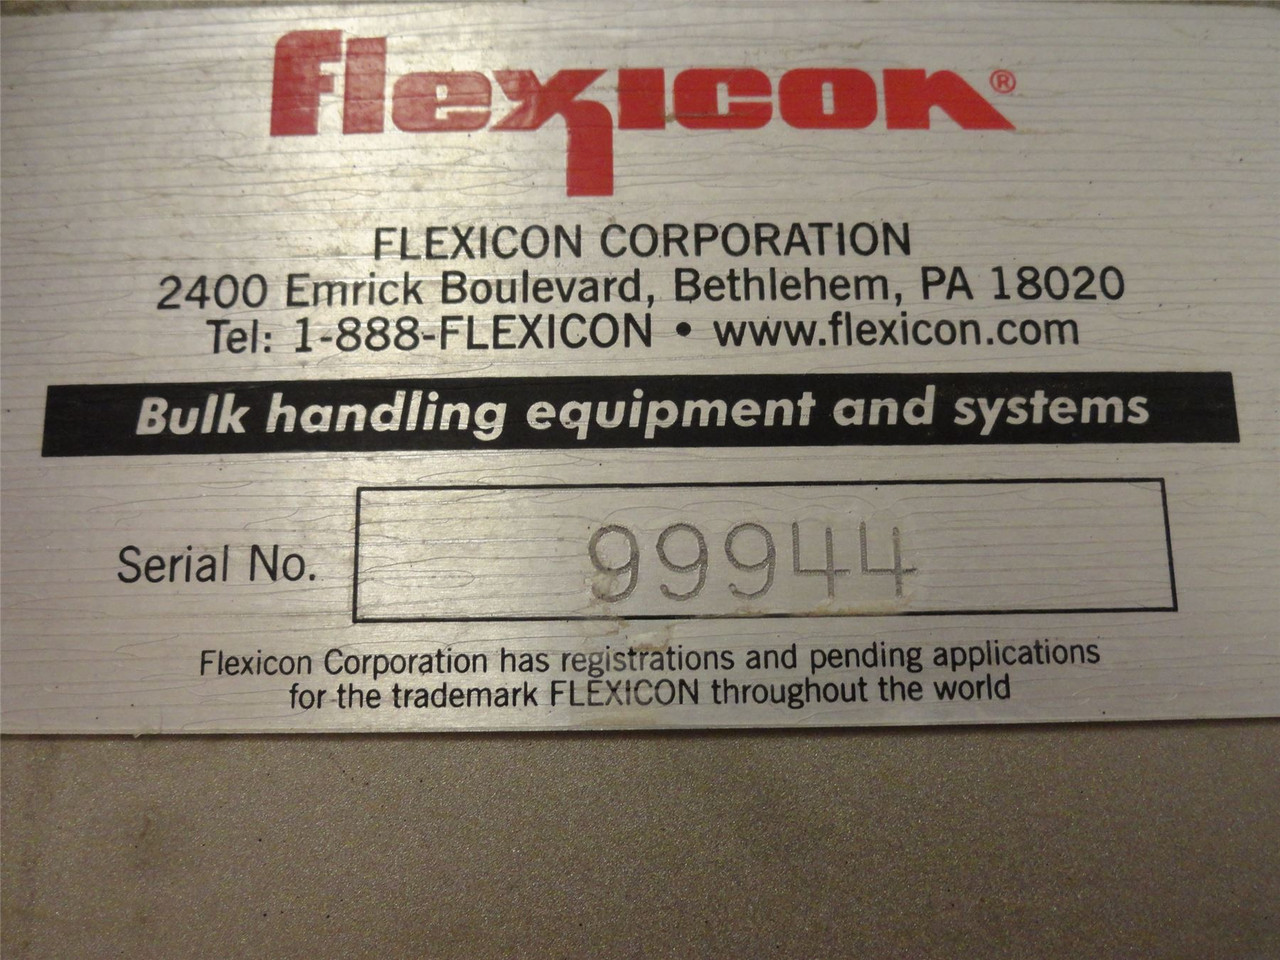 flexicon®
FLEXICON CORPORATION
2400 Emrick Boulevard, Bethlehem, PA 18020
Tel: 1-888-FLEXICON • www.flexicon.com
Bulk handling equipment and systems
Serial No. 99944
Flexicon Corporation has registrations and pending applications
for the trademark FLEXICON throughout the world